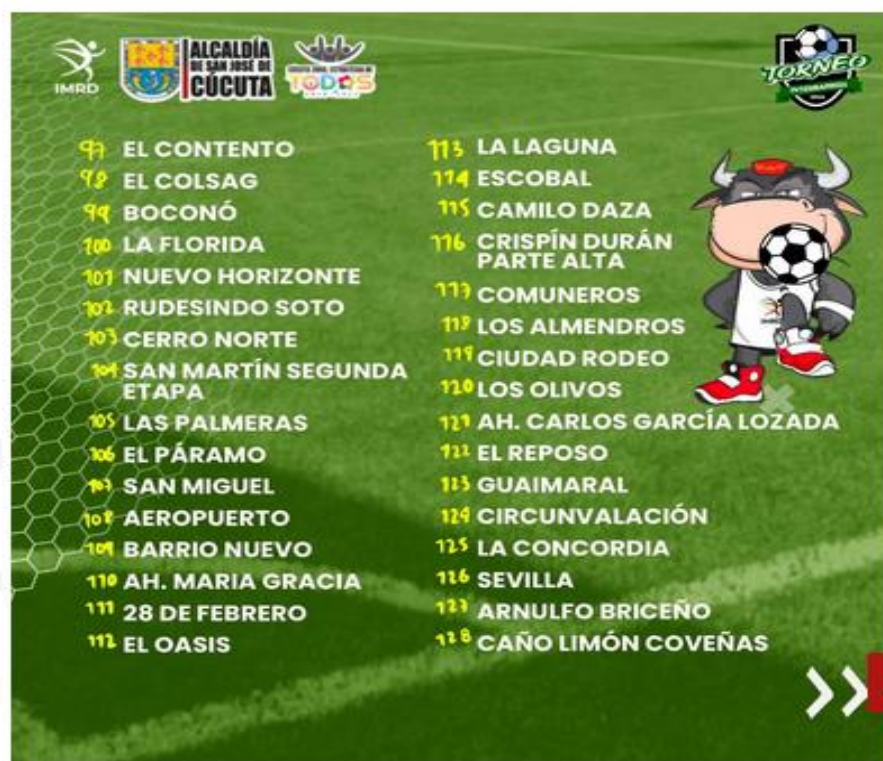 IMRD
ALCALDÍA
DE SAN JOSÉ DE
CÚCUTA
TODOS
TORNEO
97 EL CONTENTO
98 EL COLSAG
99 BOCONÓ
100 LA FLORIDA
101 NUEVO HORIZONTE
102 RUDESINDO SOTO
103 CERRO NORTE
104 SAN MARTÍN SEGUNDA
ETAPA
105 LAS PALMERAS
106 EL PÁRAMO
107 SAN MIGUEL
108 AEROPUERTO
109 BARRIO NUEVO
110 AH. MARIA GRACIA
111 28 DE FEBRERO
112 EL OASIS
113 LA LAGUNA
114 ESCOBAL
115 CAMILO DAZA
116 CRISPÍN DURÁN
PARTE ALTA
117 COMUNEROS
118 LOS ALMENDROS
119 CIUDAD RODEO
120 LOS OLIVOS
121 AH. CARLOS GARCÍA LOZADA
122 EL REPOSO
123 GUAIMARAL
124 CIRCUNVALACIÓN
125 LA CONCORDIA
126 SEVILLA
127 ARNULFO BRICEÑO
128 CAÑO LIMÓN COVEÑAS